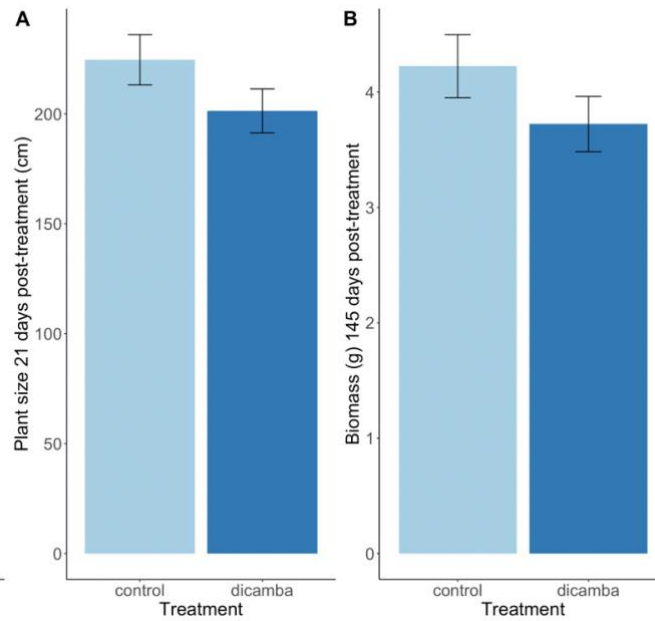 A
Plant size 21 days post-treatment (cm)
200
150
100
50
0
control dicamba
Treatment
B
Biomass (g) 145 days post-treatment
4
3
2
1
0
control dicamba
Treatment